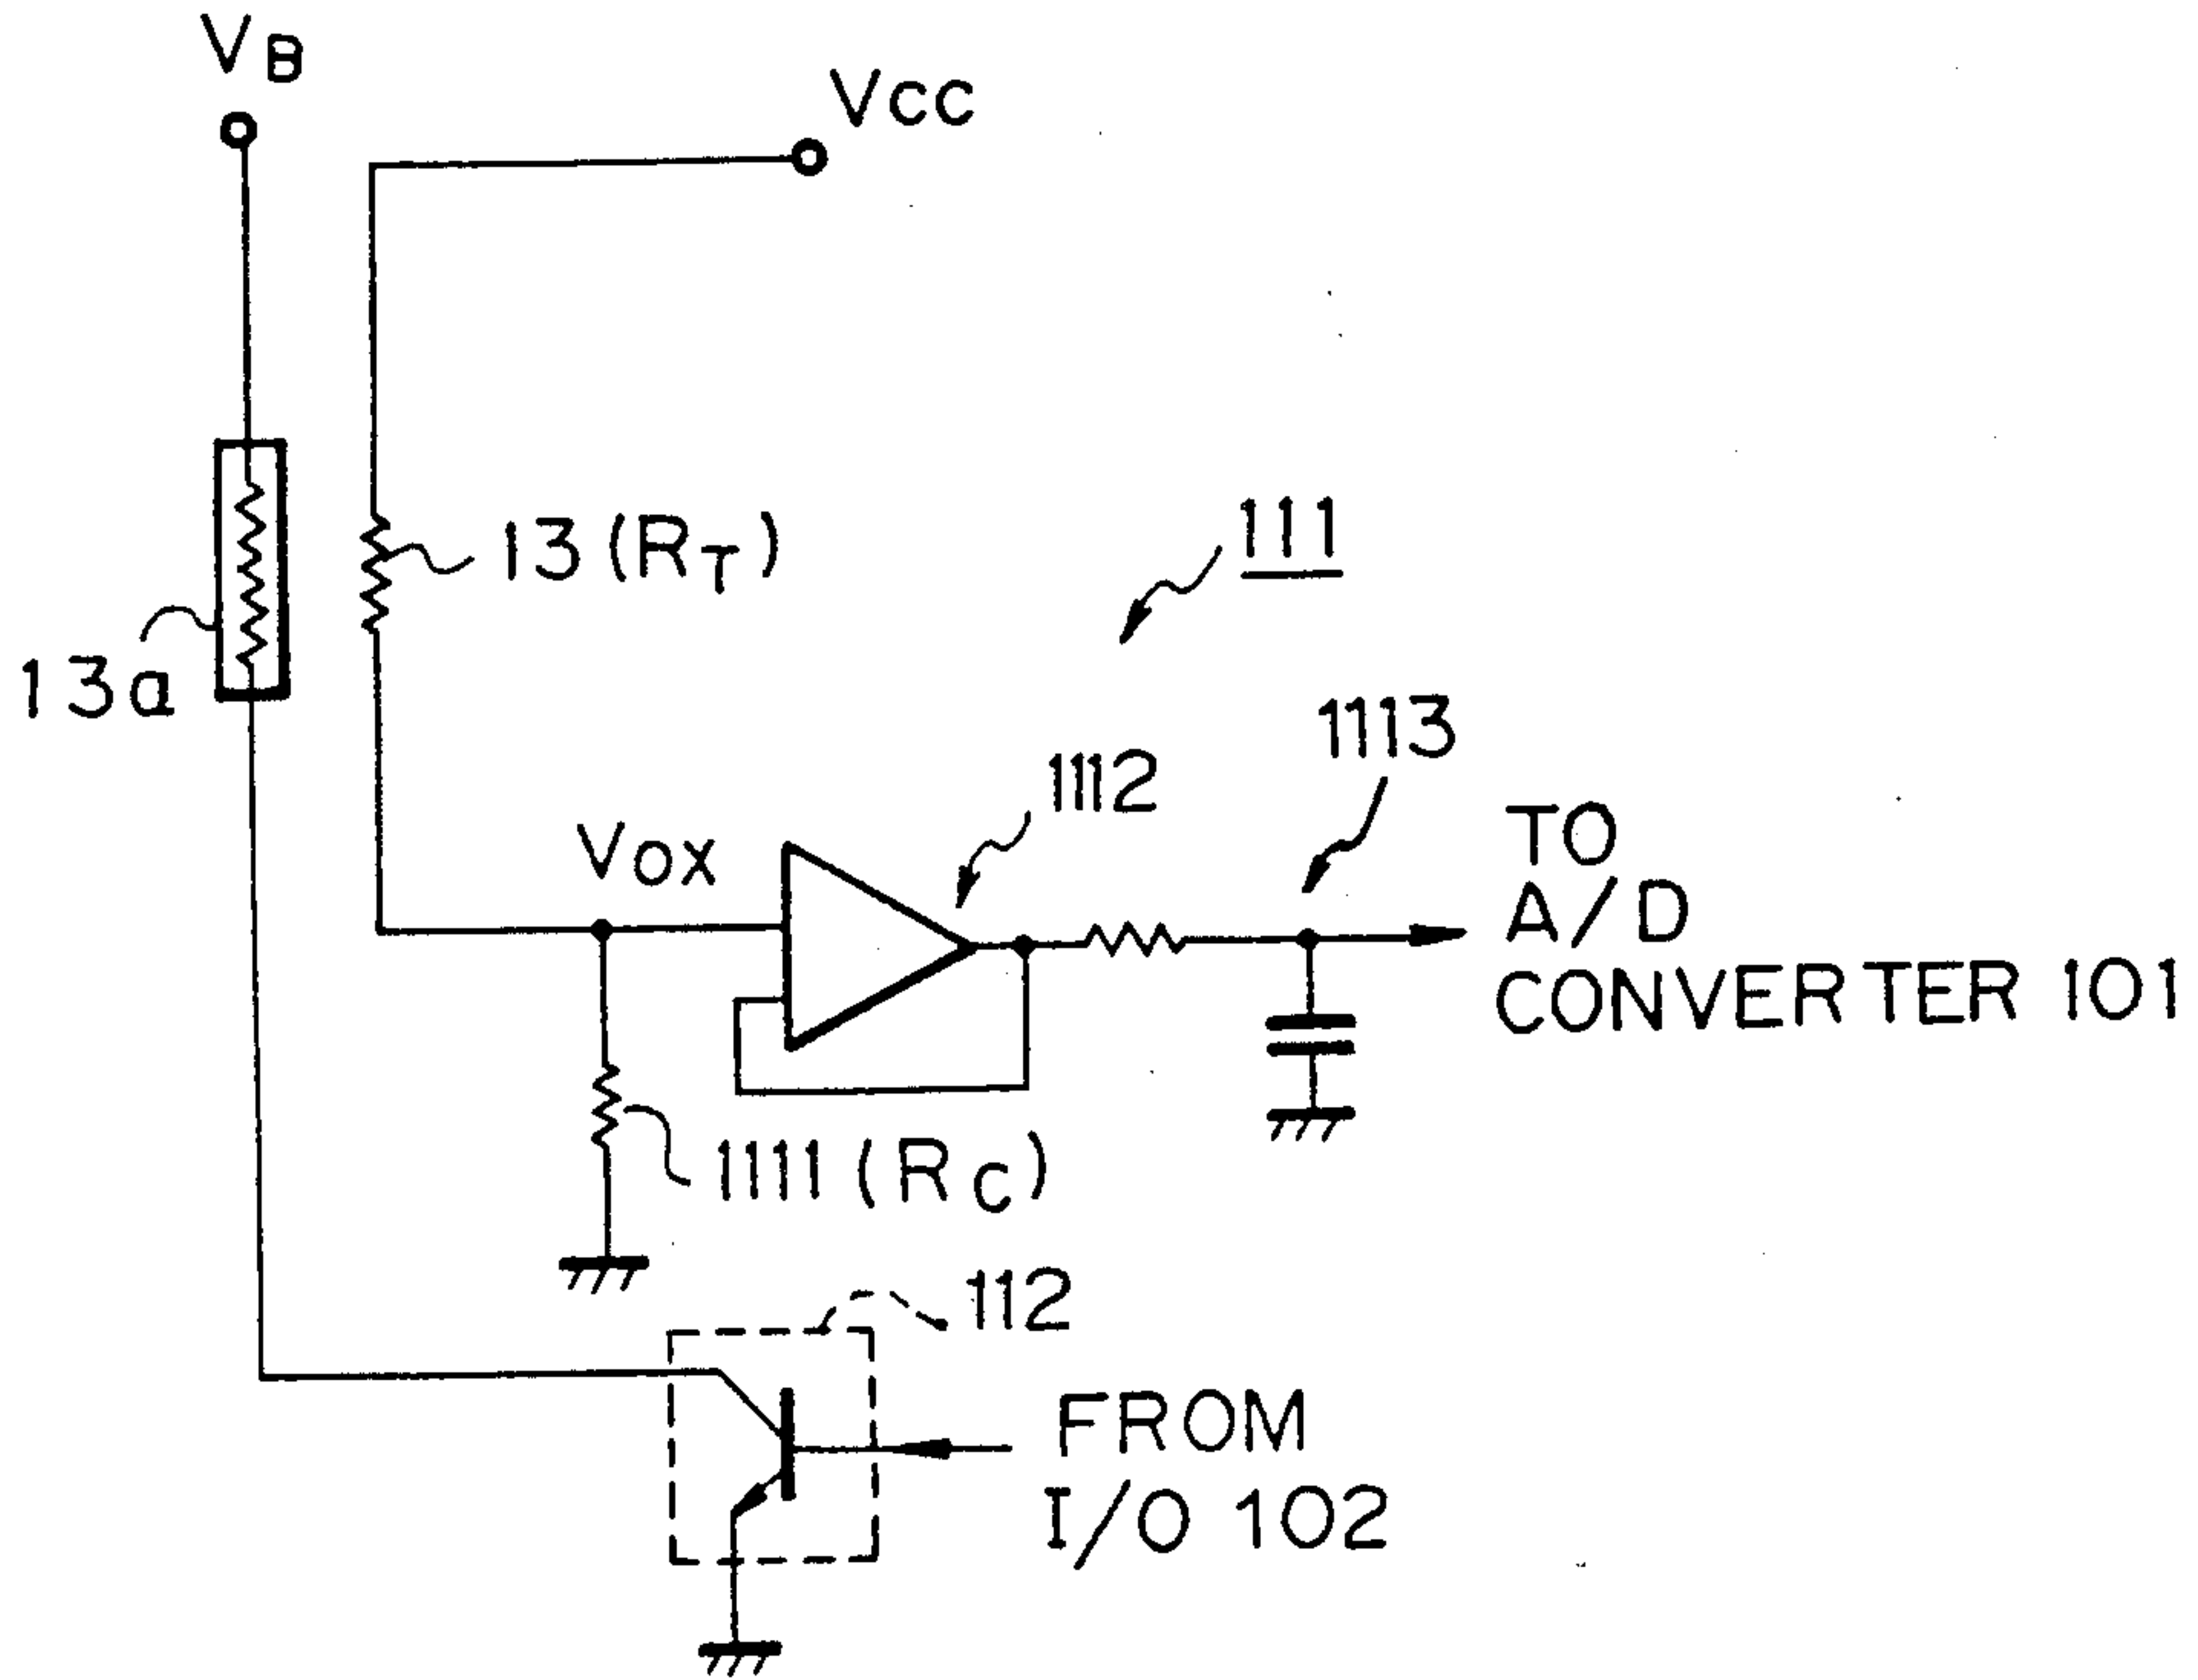 VB
VCC
13 (RT)
111
13a
1113
1112
VOX
TO
A/D
CONVERTER 101
1111 (RC)
112
FROM
I/O 102